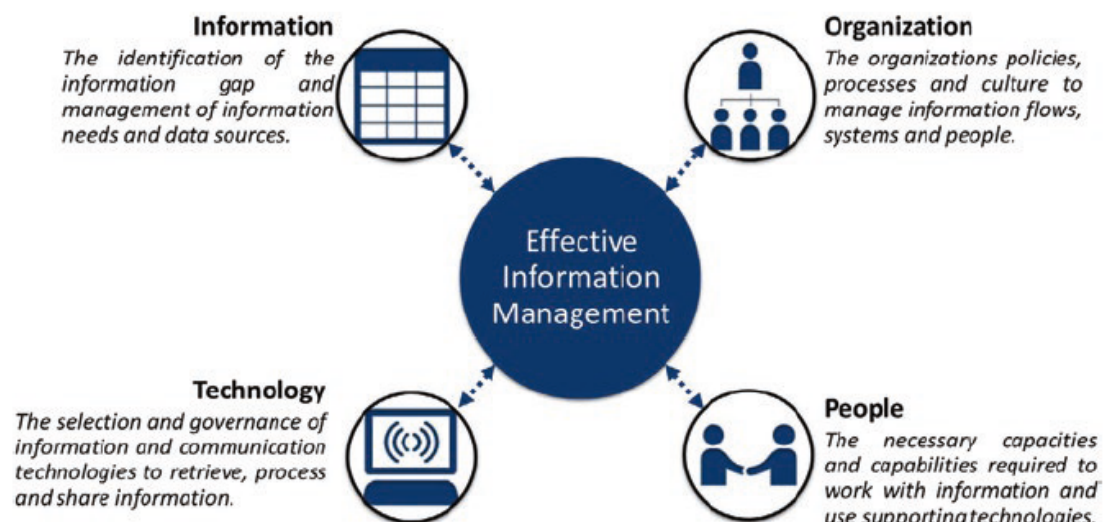 Information
The identification of the
information gap and
management of information
needs and data sources.
Organization
The organizations policies,
processes and culture to
manage information flows,
systems and people.
Effective
Information
Management
Technology
The selection and governance of
information and communication
technologies to retrieve, process
and share information.
People
The necessary capacities
and capabilities required to
work with information and
use supporting technologies.